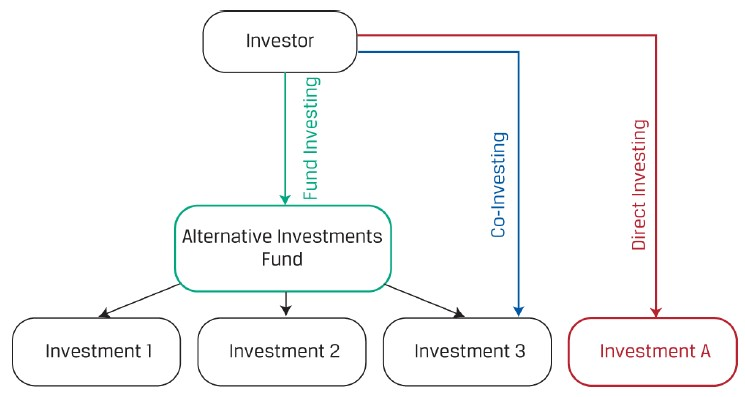 Investor
Fund Investing
Co-Investing
Direct Investing
Alternative Investments
Fund
Investment 1
Investment 2
Investment 3
Investment A